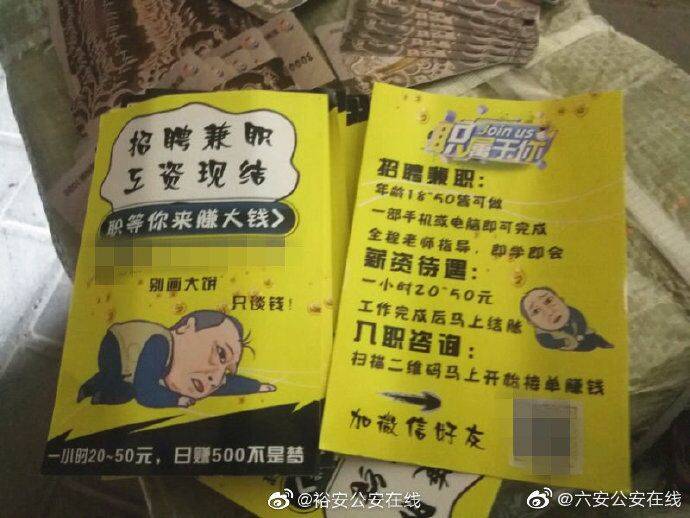 招聘兼职
工资现结
职等你来赚大钱>
别画大饼
只谈钱!
一小时20~50元,日赚500不是梦
Join us
职属于你
招聘兼职:
年龄18~50皆可做
一部手机或电脑即可完成
全程老师指导,即学即会
薪资待遇:
一小时20~50元
工作完成后马上结账
入职咨询:
扫描二维码马上开始接单赚钱
加微信好友
@裕安公安在线
@六安公安在线